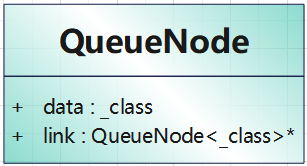 QueueNode
+ data : _class
+ link : QueueNode<_class>*